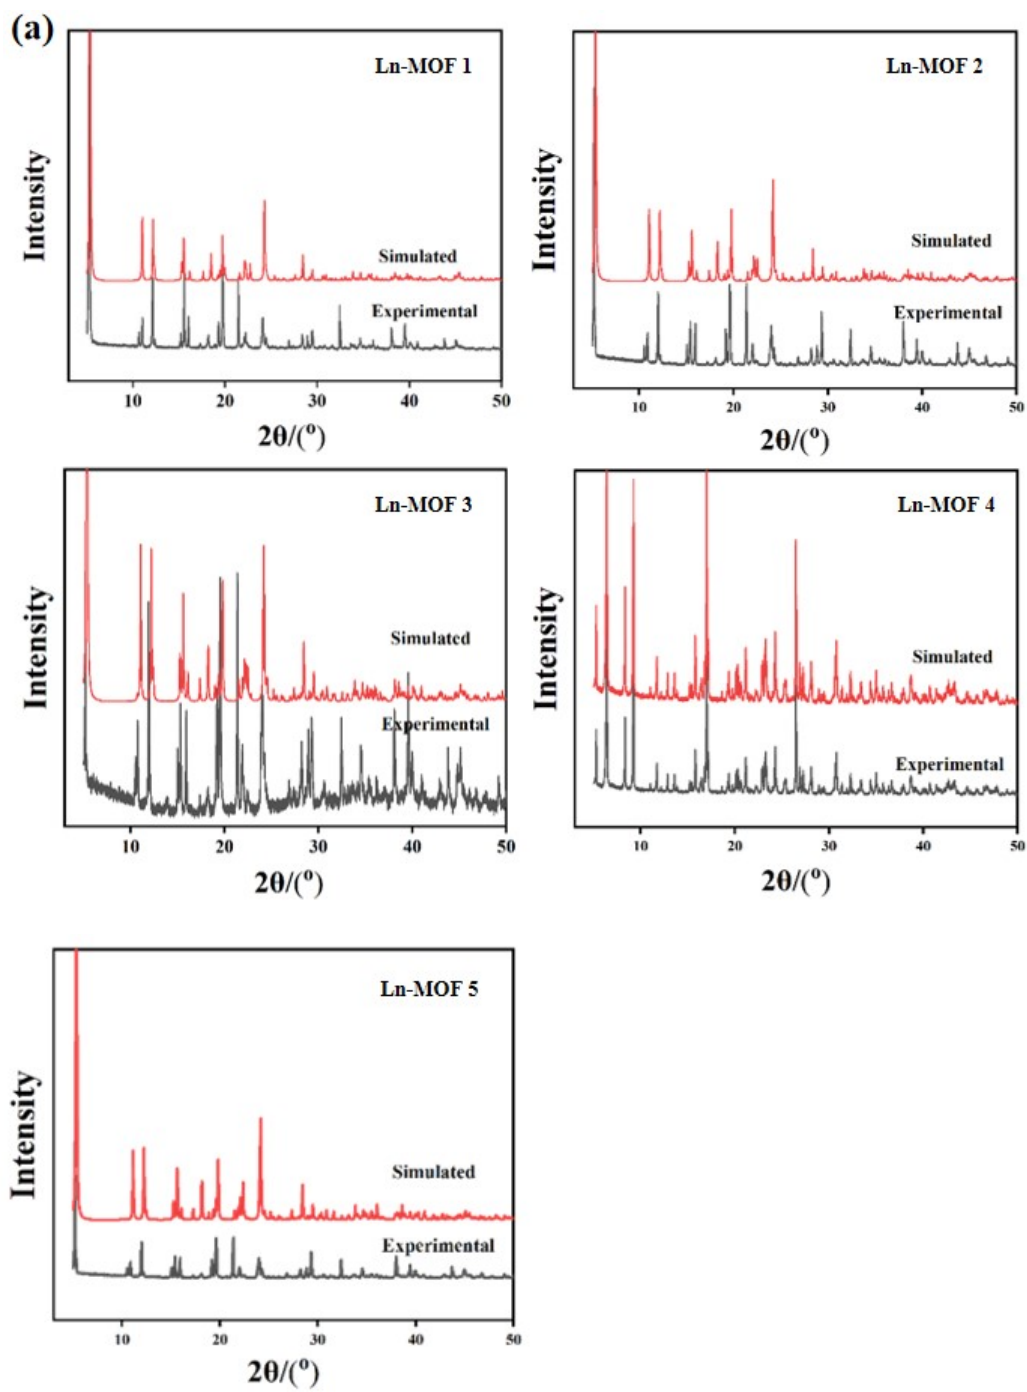 (a)
Ln-MOF 1
Intensity
Simulated
Experimental
10 20 30 40 50
2θ/(º)
Ln-MOF 2
Intensity
Simulated
Experimental
10 20 30 40 50
2θ/(º)
Ln-MOF 3
Intensity
Simulated
Experimental
10 20 30 40 50
2θ/(º)
Ln-MOF 4
Intensity
Simulated
Experimental
10 20 30 40 50
2θ/(º)
Ln-MOF 5
Intensity
Simulated
Experimental
10 20 30 40 50
2θ/(º)